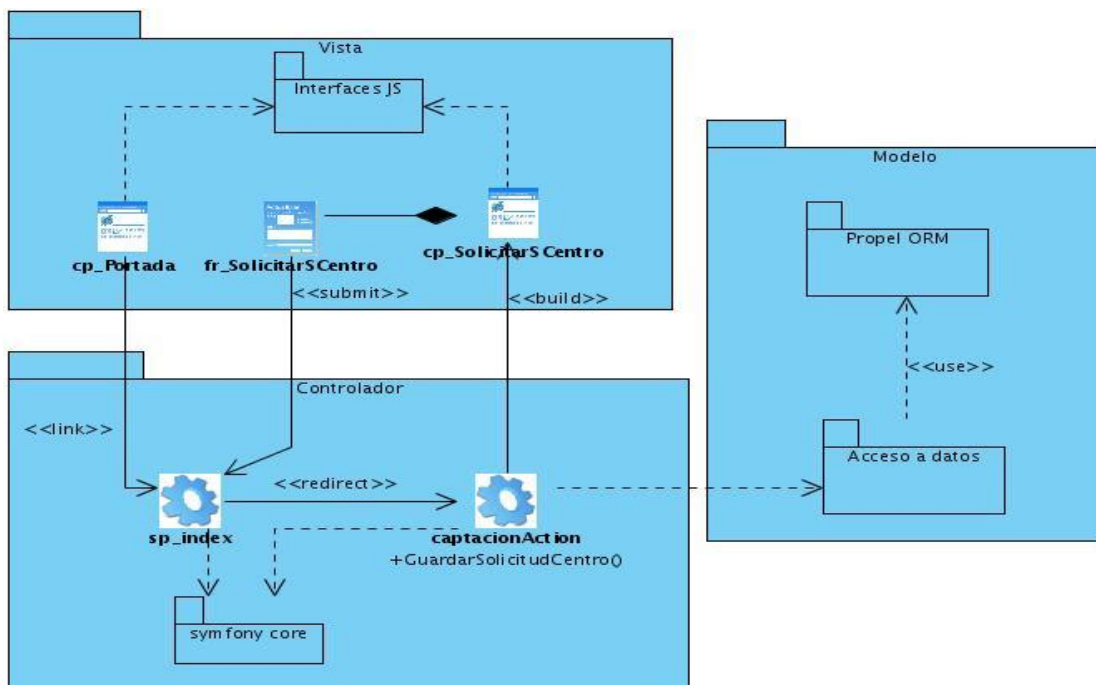 Vista
Interfaces JS
cp_Portada
fr_SolicitarSCentro
cp_SolicitarSCentro
<<submit>>
<<build>>
Modelo
Propel ORM
<<use>>
Acceso a datos
Controlador
<<link>>
<<redirect>>
sp_index
captacionAction
+GuardarSolicitudCentro()
symfony core